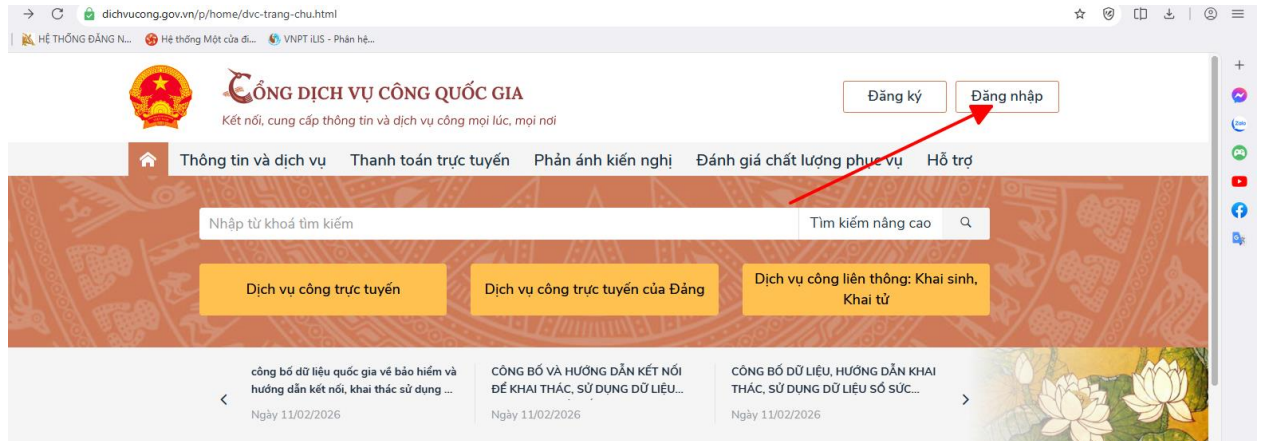 dichvucong.gov.vn/p/home/dvc-trang-chu.html
HỆ THỐNG ĐĂNG N... Hệ thống Một cửa đi... VNPT iLIS - Phân hệ...
CỔNG DỊCH VỤ CÔNG QUỐC GIA
Kết nối, cung cấp thông tin và dịch vụ công mọi lúc, mọi nơi
Đăng ký Đăng nhập
Thông tin và dịch vụ Thanh toán trực tuyến Phản ánh kiến nghị Đánh giá chất lượng phục vụ Hỗ trợ
Nhập từ khoá tìm kiếm Tìm kiếm nâng cao
Zalo
Dịch vụ công trực tuyến Dịch vụ công trực tuyến của Đảng Dịch vụ công liên thông: Khai sinh,
Khai tử
công bố dữ liệu quốc gia về bảo hiểm và
hướng dẫn kết nối, khai thác sử dụng ...
Ngày 11/02/2026
CÔNG BỐ VÀ HƯỚNG DẪN KẾT NỐI
ĐỂ KHAI THÁC, SỬ DỤNG DỮ LIỆU...
Ngày 11/02/2026
CÔNG BỐ DỮ LIỆU, HƯỚNG DẪN KHAI
THÁC, SỬ DỤNG DỮ LIỆU SỔ SỨC...
Ngày 11/02/2026